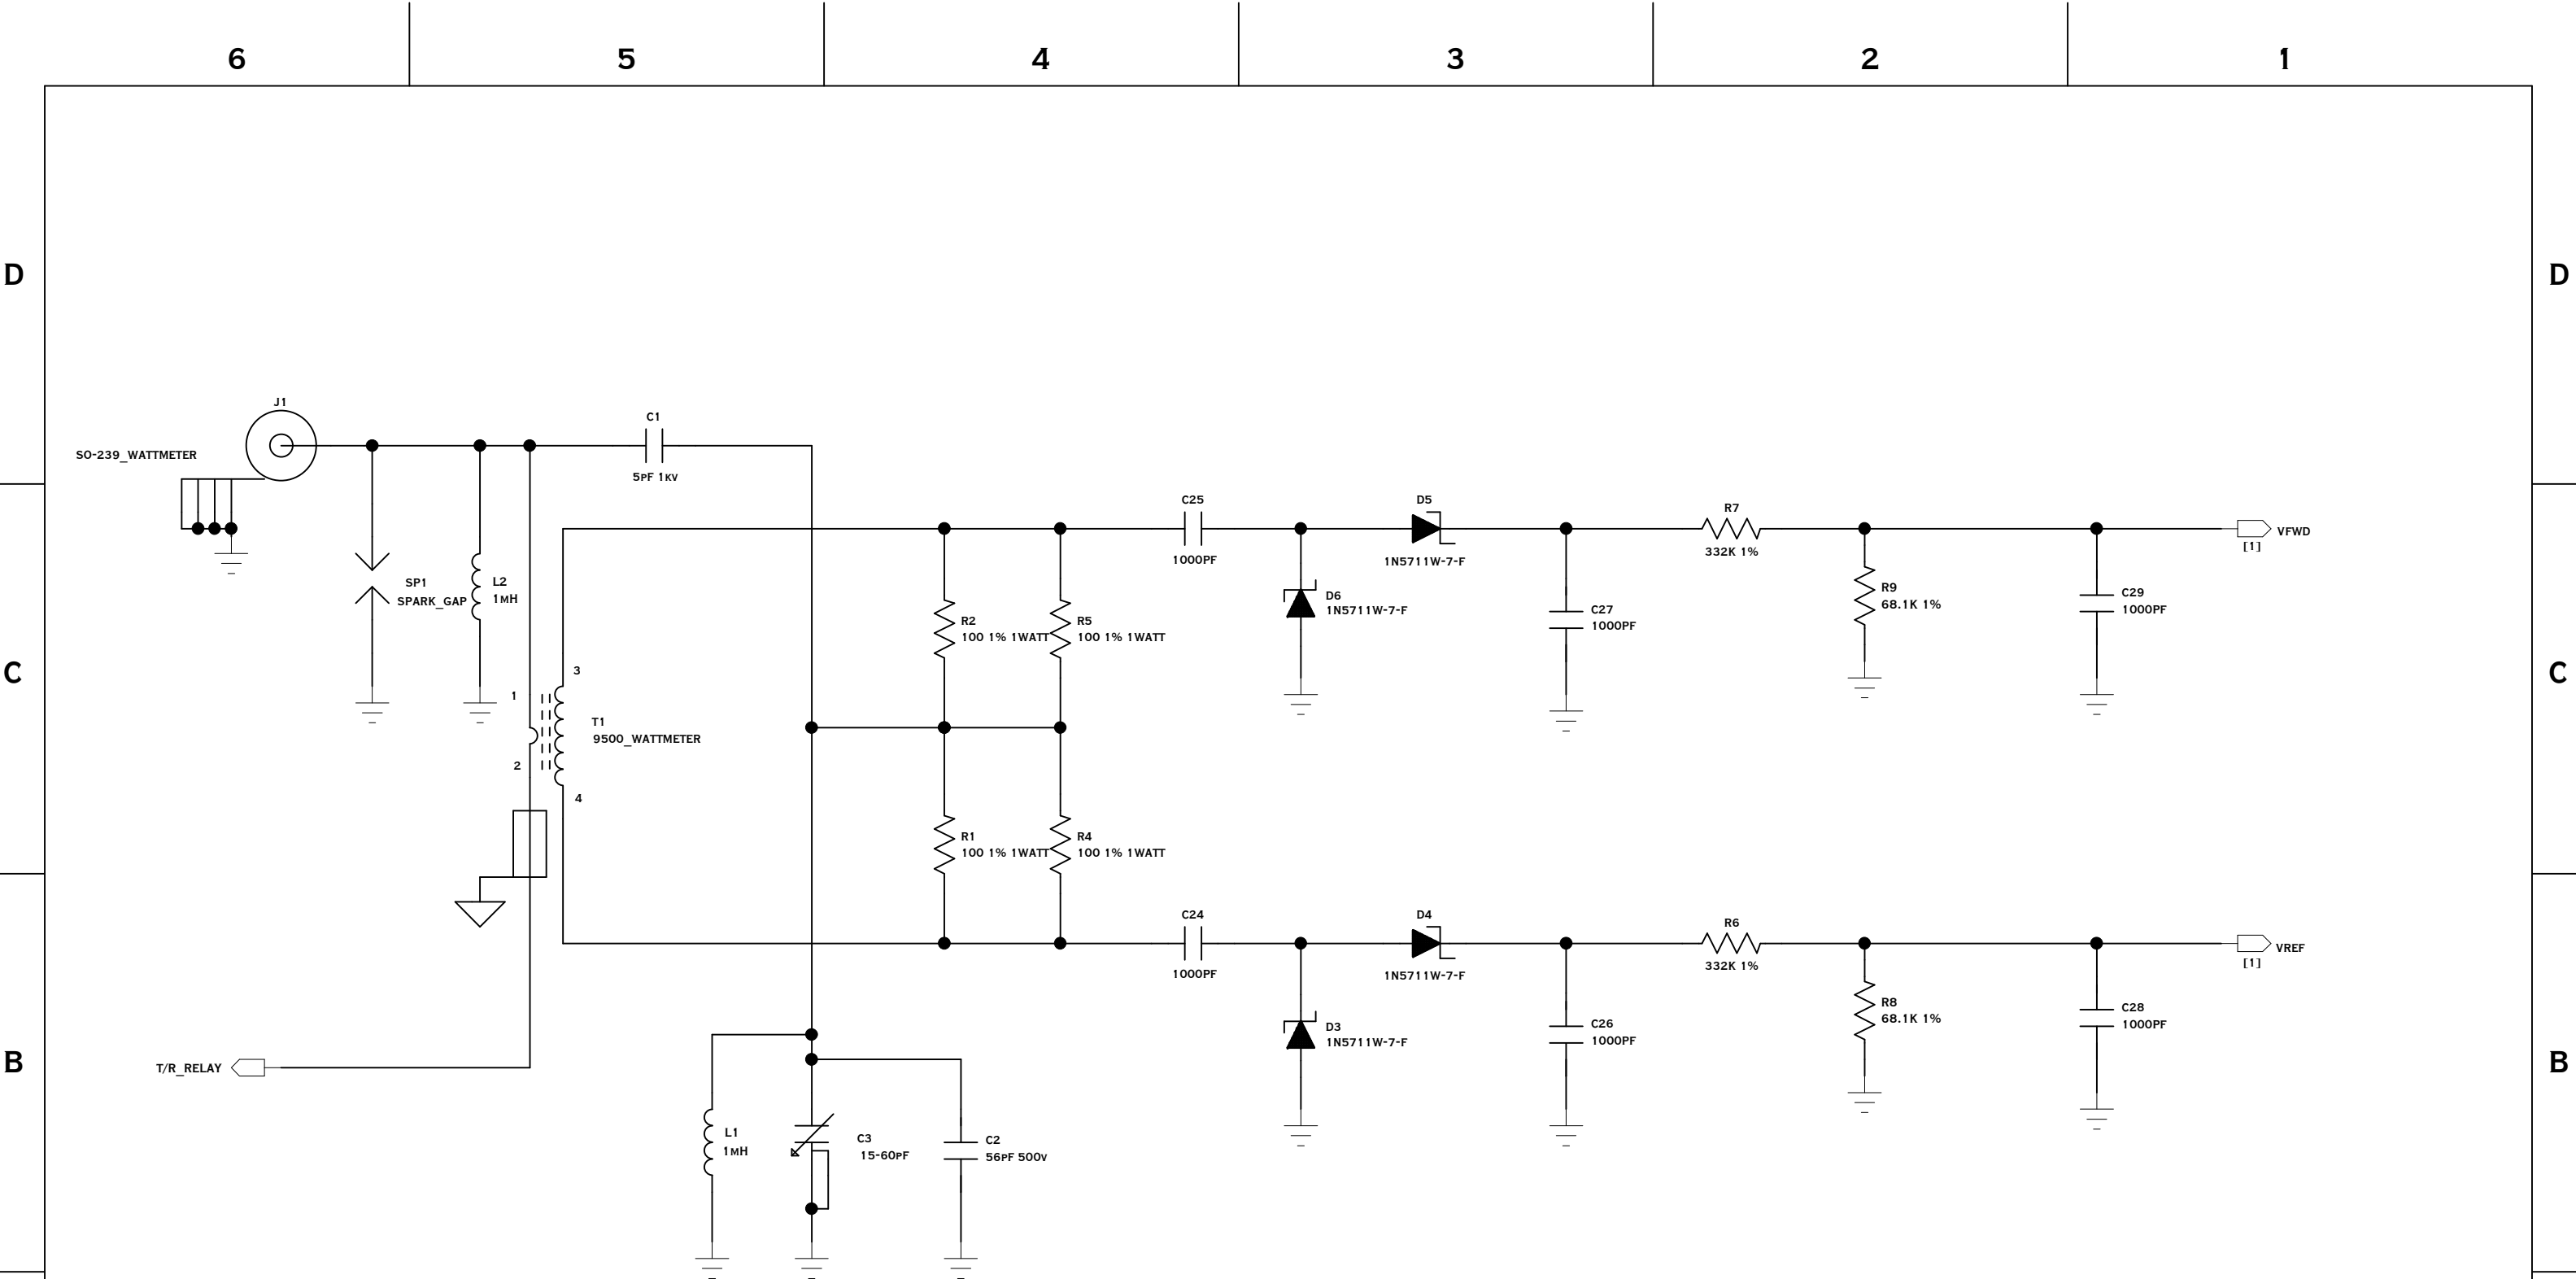 6 5 4 3 2 1
D D
J1
C1
SO-239_WATTMETER
5PF 1KV
C25
D5
R7
VFWD
[1]
1000PF
1N5711W-7-F
332K 1%
SP1
SPARK_GAP
L2
1MH
D6
1N5711W-7-F
C27
1000PF
R9
68.1K 1%
C29
1000PF
R2
100 1% 1WATT
R5
100 1% 1WATT
C C
3
1
T1
9500_WATTMETER
2
4
R1
100 1% 1WATT
R4
100 1% 1WATT
C24
D4
R6
VREF
[1]
1000PF
1N5711W-7-F
332K 1%
R8
68.1K 1%
C28
1000PF
D3
1N5711W-7-F
C26
1000PF
B B
T/R_RELAY
L1
1MH
C3
15-60PF
C2
56PF 500V